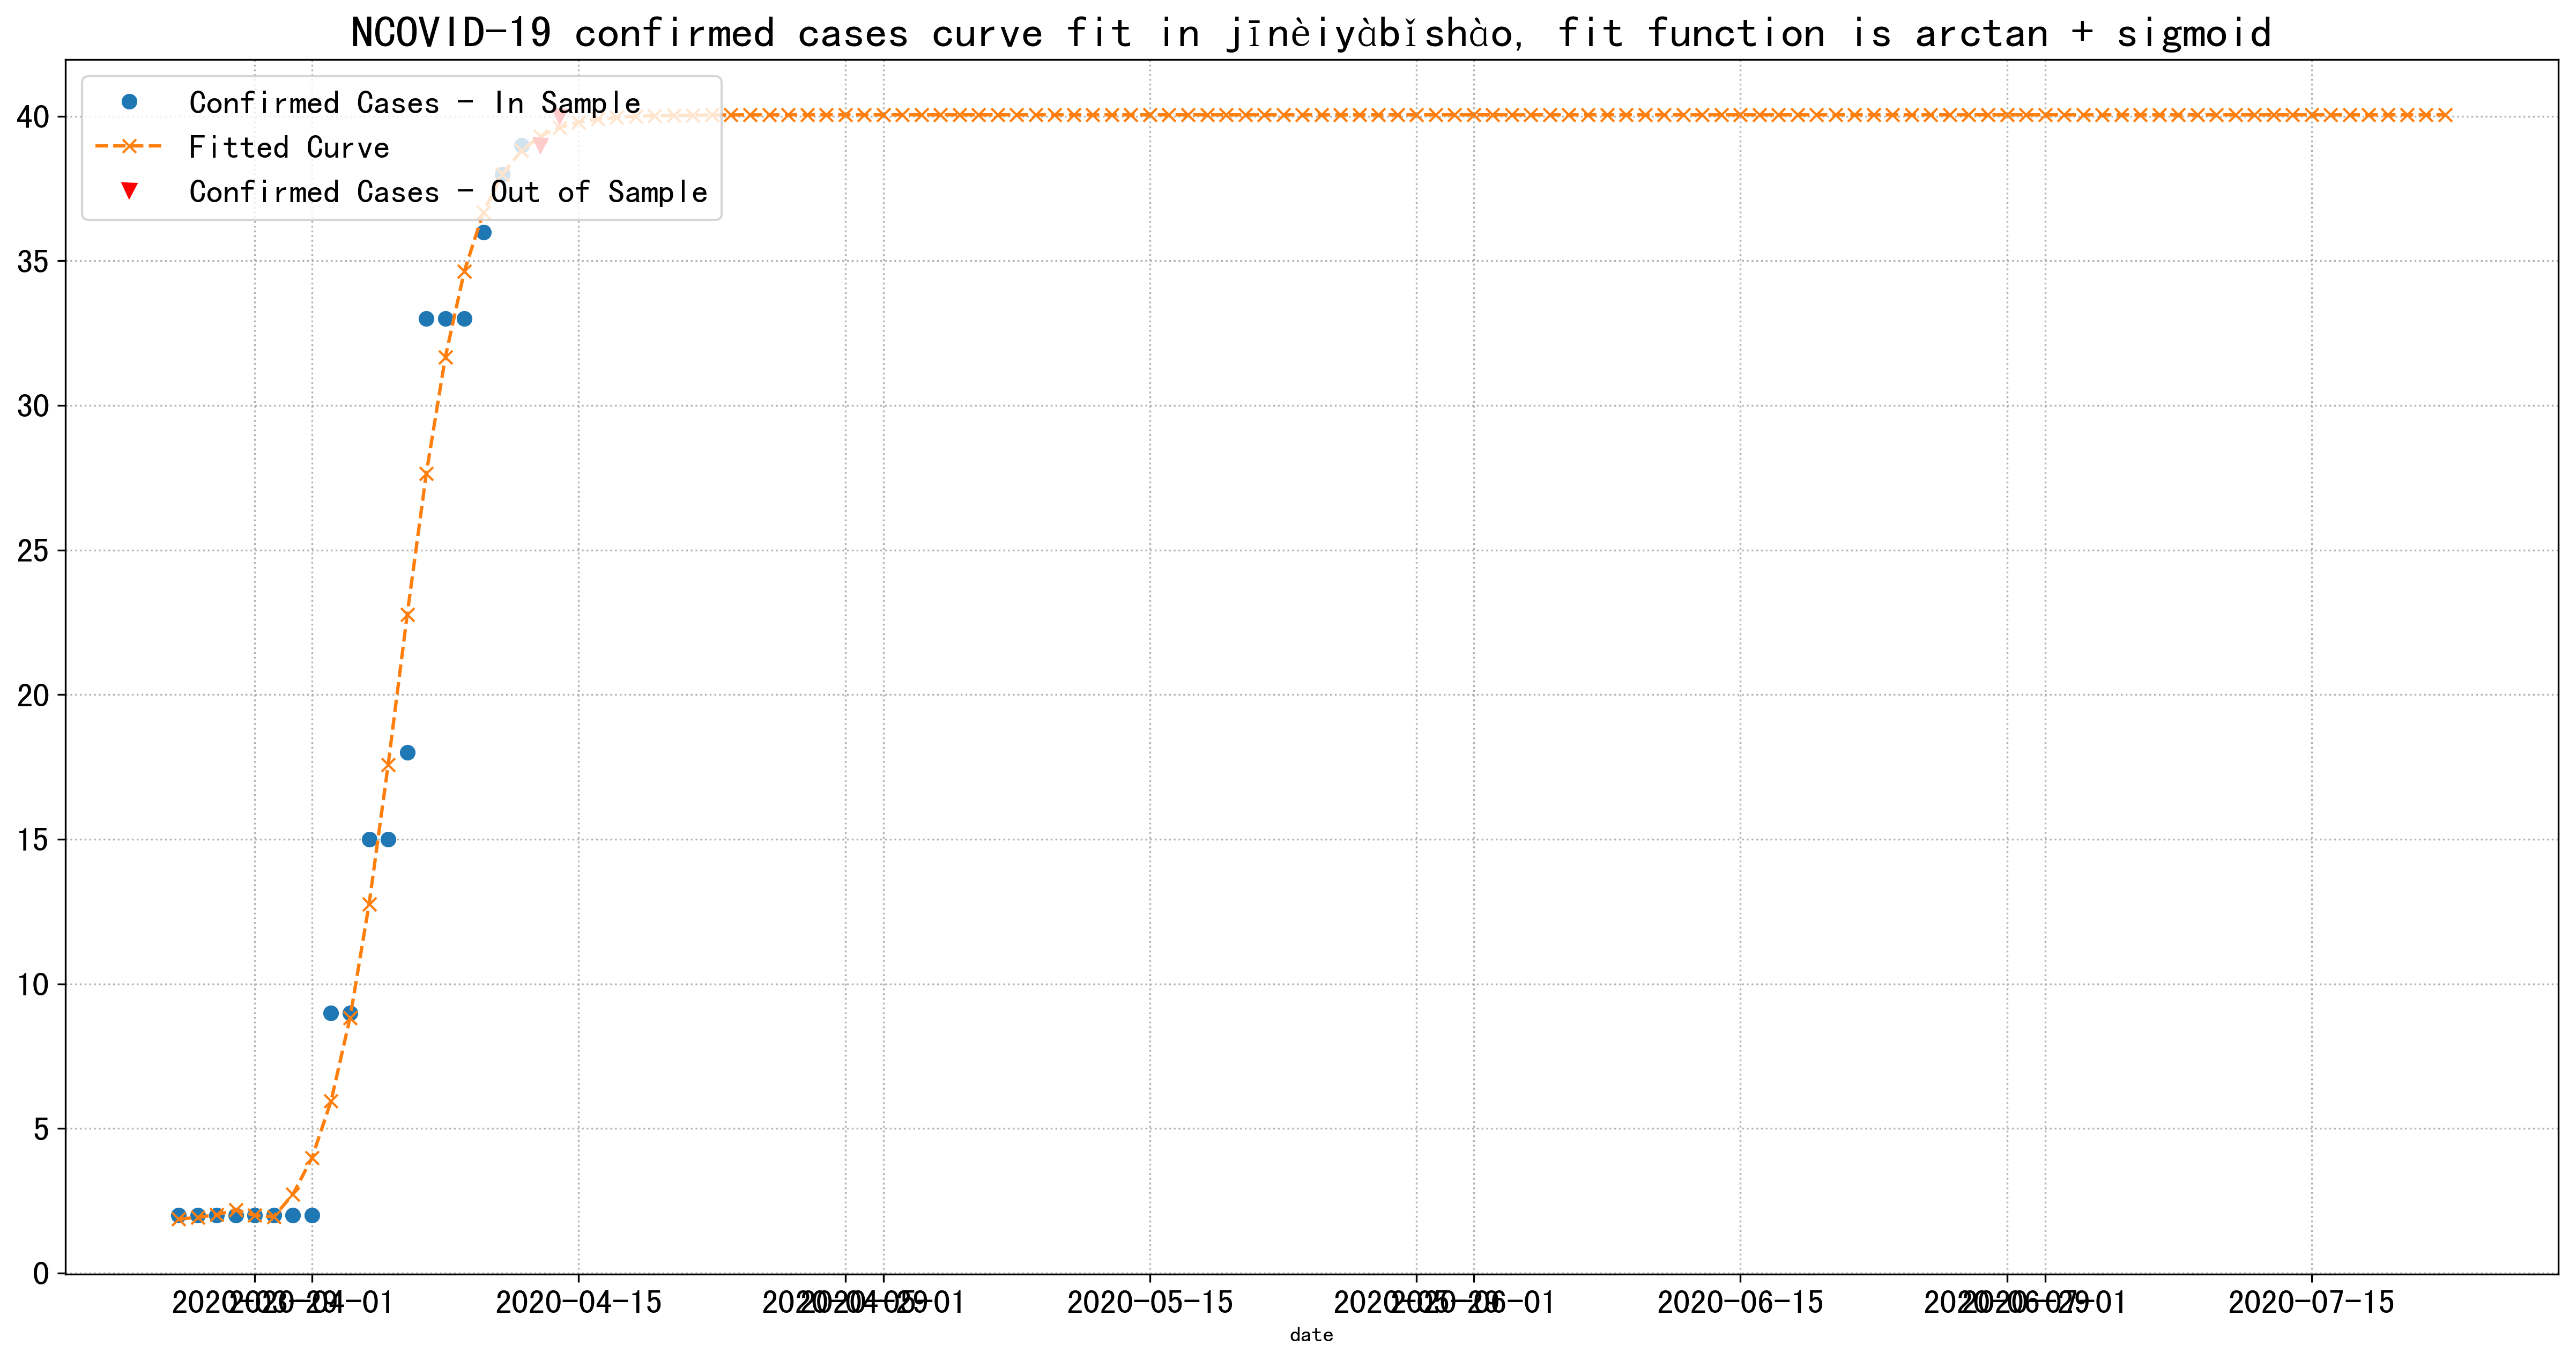 NCOVID-19 confirmed cases curve fit in jīnèiyàbǐshào, fit function is arctan + sigmoid
Confirmed Cases - In Sample
Fitted Curve
Confirmed Cases - Out of Sample
40
35
30
25
20
15
10
5
0
2020-03-29 2020-04-01 2020-04-15 2020-04-29 2020-05-01 2020-05-15 2020-05-29 2020-06-01 2020-06-15 2020-06-29 2020-07-01 2020-07-15
date